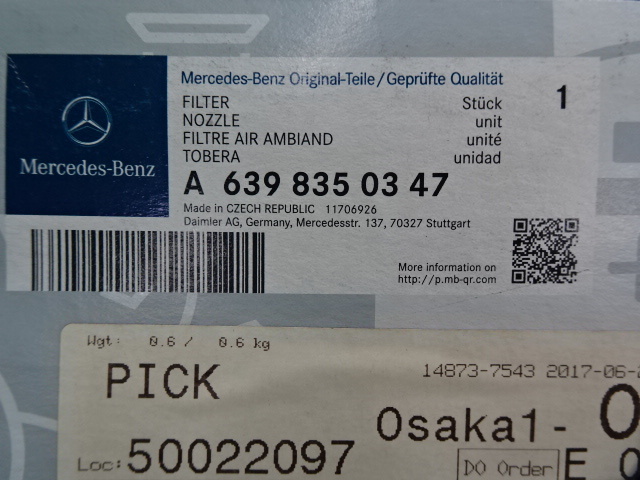 Mercedes-Benz Original-Teile/Geprüfte Qualität
FILTER Stück 1
NOZZLE unit
FILTRE AIR AMBIAND unité
TOBERA unidad
Mercedes-Benz
A 639 835 03 47
Made in CZECH REPUBLIC 11706926
Daimler AG, Germany, Mercedesstr. 137, 70327 Stuttgart
More information on
http://p.mb-qr.com
Wgt: 0.6 / 0.6 kg
14873-7543 2017-06-
PICK
Osaka1-
Loc: 50022097
DO Order E